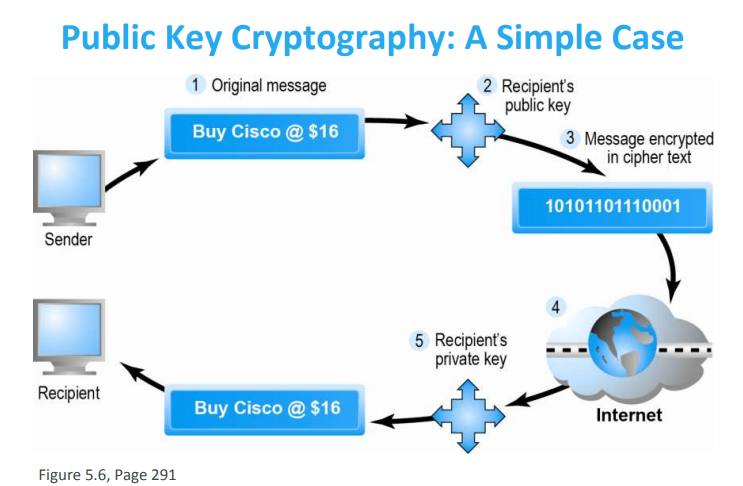 Public Key Cryptography: A Simple Case
1 Original message
2 Recipient's
public key
Buy Cisco @ $16
3 Message encrypted
in cipher text
10101101110001
Sender
4
5 Recipient's
private key
Recipient
Buy Cisco @ $16
Internet
Figure 5.6, Page 291